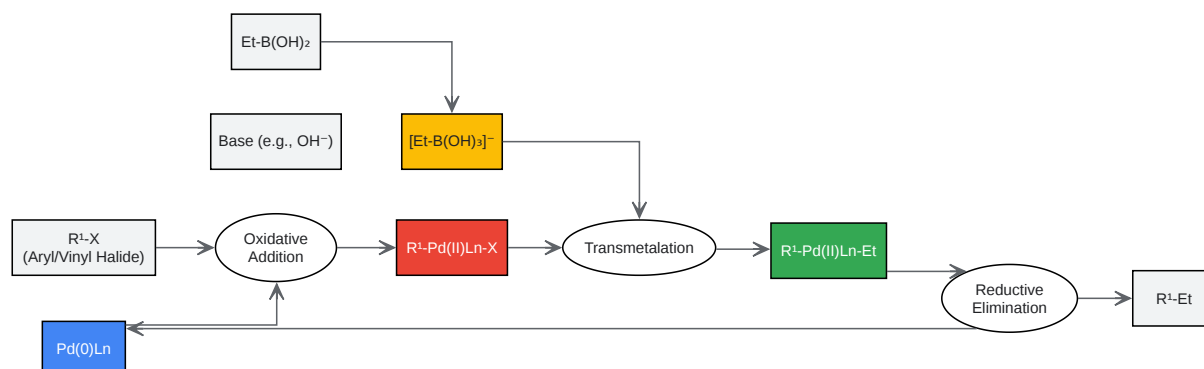 Et-B(OH)₂
Base (e.g., OH⁻)
[Et-B(OH)₃]⁻
R¹-X
(Aryl/Vinyl Halide)
Oxidative
Addition
R¹-Pd(II)Ln-X
Transmetalation
R¹-Pd(II)Ln-Et
Reductive
Elimination
R¹-Et
Pd(0)Ln